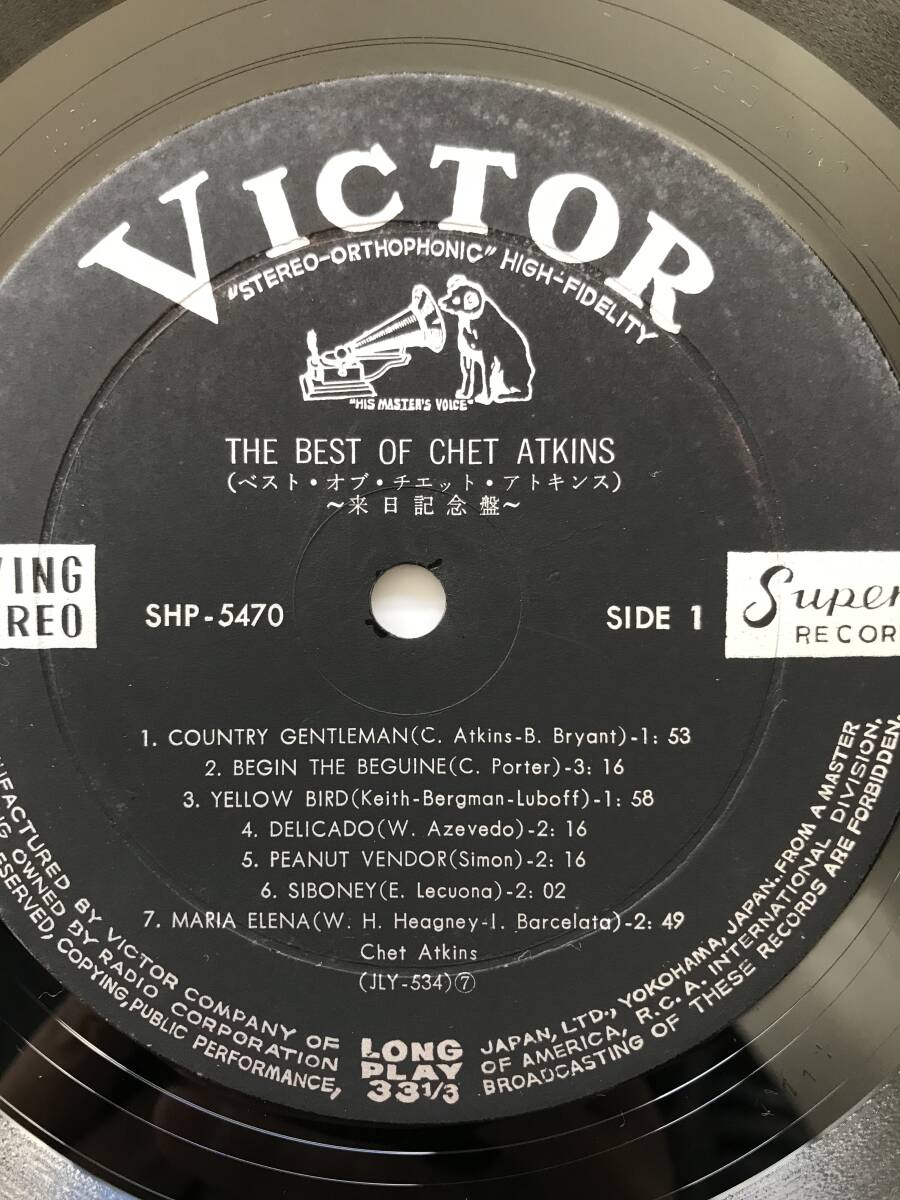 VICTOR
"STEREO-ORTHOPHONIC" HIGH-FIDELITY
"HIS MASTER'S VOICE"
THE BEST OF CHET ATKINS
(ベスト・オブ・チエット・アトキンス)
~来日記念盤~
SHP-5470
SIDE 1
Super
1. COUNTRY GENTLEMAN(C. Atkins-B. Bryant)-1: 53
2. BEGIN THE BEGUINE(C. Porter)-3: 16
3. YELLOW BIRD(Keith-Bergman-Luboff)-1: 58
4. DELICADO(W. Azevedo)-2: 16
5. PEANUT VENDOR(Simon)-2: 16
6. SIBONEY(E. Lecuona)-2: 02
7. MARIA ELENA(W. H. Heagney-I. Barcelata)-2: 49
Chet Atkins
(JLY-534)⑦
BY VICTOR COMPANY OF JAPAN, LTD., YOKOHAMA, JAPAN. FROM A MASTER
OWNED BY RADIO CORPORATION OF AMERICA, R.C.A. INTERNATIONAL DIVISION,
COPYING, PUBLIC PERFORMANCE, BROADCASTING OF THESE RECORDS ARE FORBIDDEN.
LONG
PLAY
33 1/3